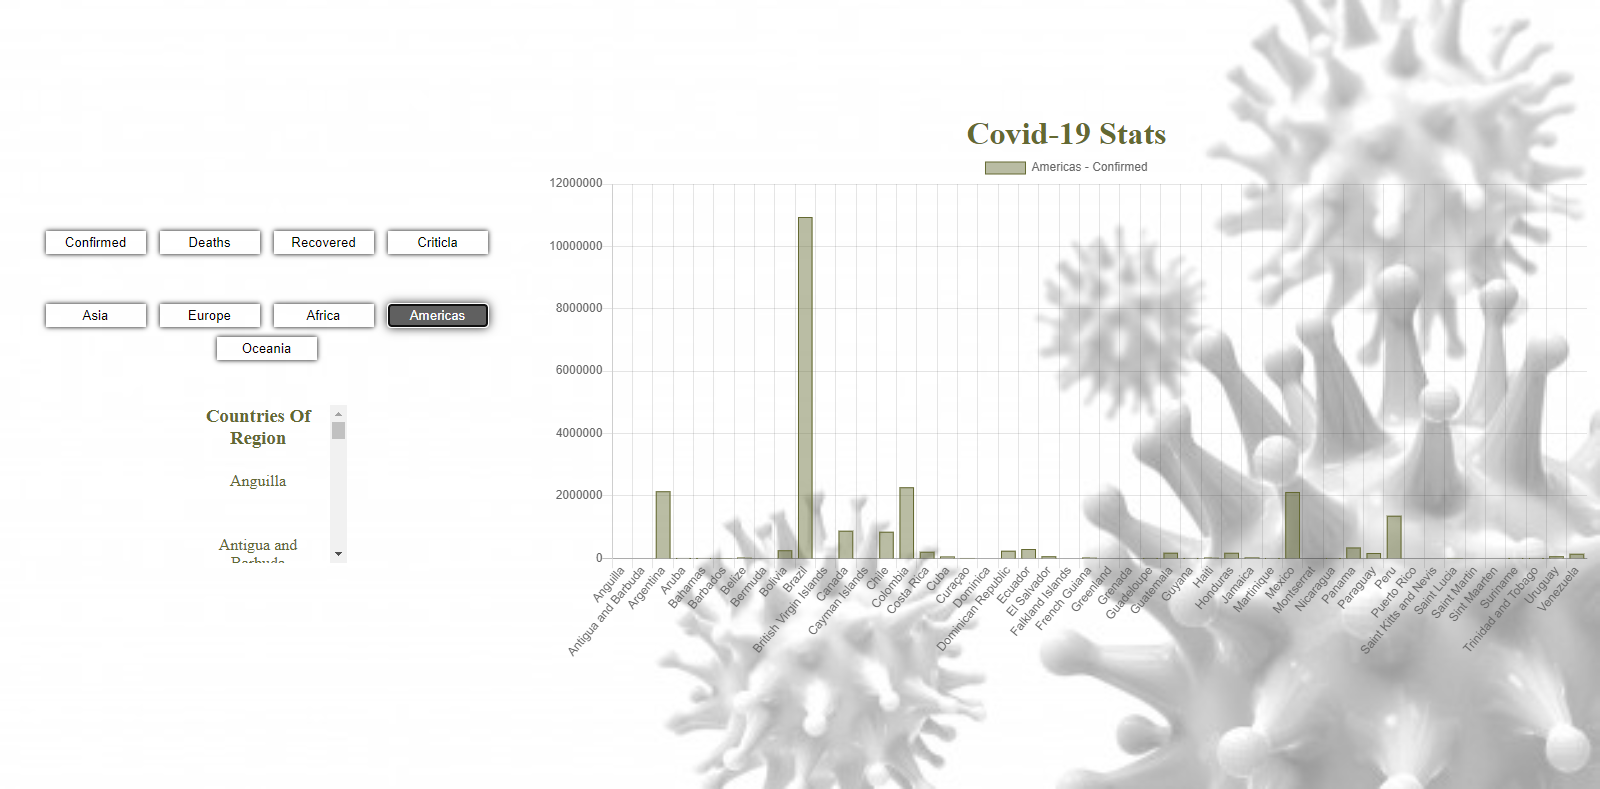 Covid-19 Stats
Americas - Confirmed
12000000
10000000
8000000
6000000
4000000
2000000
0
Anguilla
Antigua and Barbuda
Argentina
Aruba
Bahamas
Barbados
Belize
Bermuda
Bolivia
Brazil
British Virgin Islands
Canada
Cayman Islands
Chile
Colombia
Costa Rica
Cuba
Curaçao
Dominica
Dominican Republic
Ecuador
El Salvador
Falkland Islands
French Guiana
Greenland
Grenada
Guadeloupe
Guatemala
Guyana
Haiti
Honduras
Jamaica
Martinique
Mexico
Montserrat
Nicaragua
Panama
Paraguay
Peru
Puerto Rico
Saint Kitts and Nevis
Saint Lucia
Saint Martin
Sint Maarten
Suriname
Trinidad and Tobago
Uruguay
Venezuela
Confirmed
Deaths
Recovered
Criticla
Asia
Europe
Africa
Americas
Oceania
Countries Of
Region
Anguilla
Antigua and
Barbuda